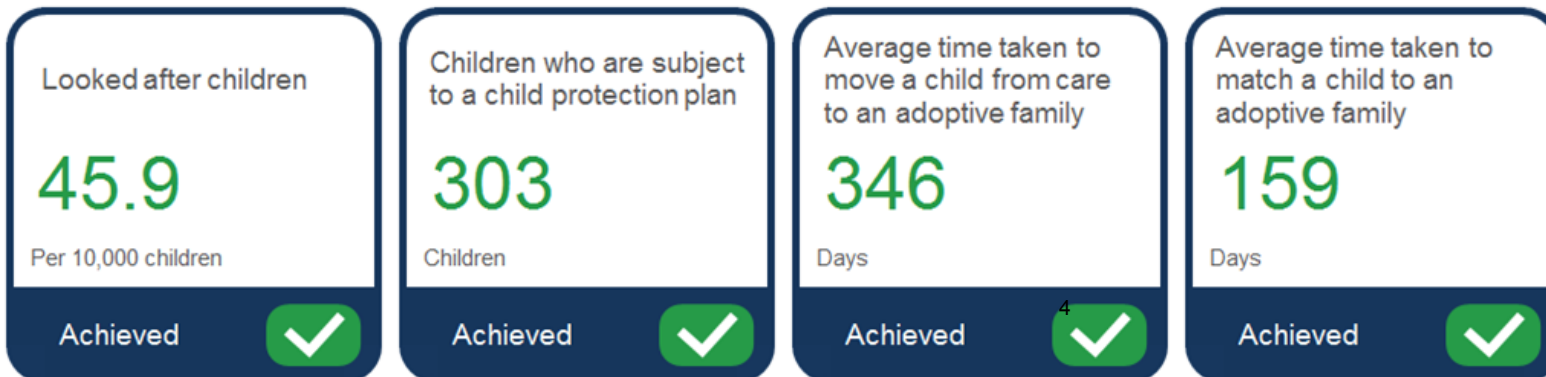 Looked after children
45.9
Per 10,000 children
Achieved
Children who are subject
to a child protection plan
303
Children
Achieved
Average time taken to
move a child from care
to an adoptive family
346
Days
Achieved
4
Average time taken to
match a child to an
adoptive family
159
Days
Achieved